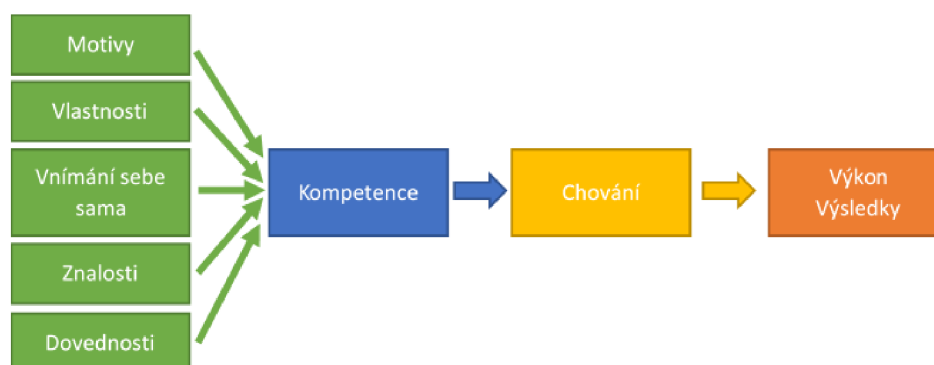 Motivy
Vlastnosti
Vnímání sebe
sama
Znalosti
Dovednosti
Kompetence
Chování
Výkon
Výsledky